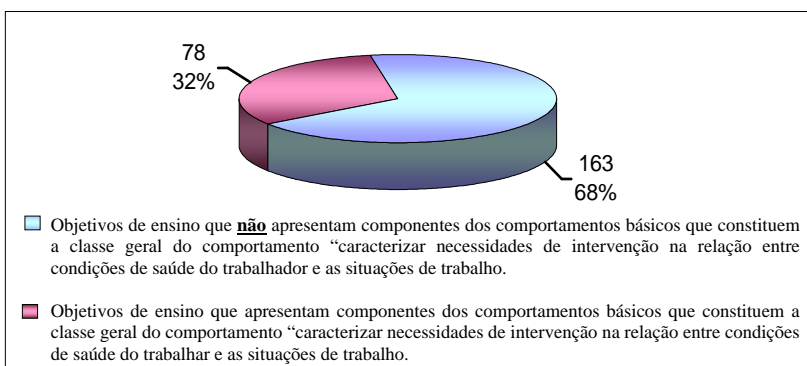 78
32%
163
68%
Objetivos de ensino que não apresentam componentes dos comportamentos básicos que constituem
a classe geral do comportamento “caracterizar necessidades de intervenção na relação entre
condições de saúde do trabalhador e as situações de trabalho.
Objetivos de ensino que apresentam componentes dos comportamentos básicos que constituem a
classe geral do comportamento “caracterizar necessidades de intervenção na relação entre condições
de saúde do trabalhar e as situações de trabalho.